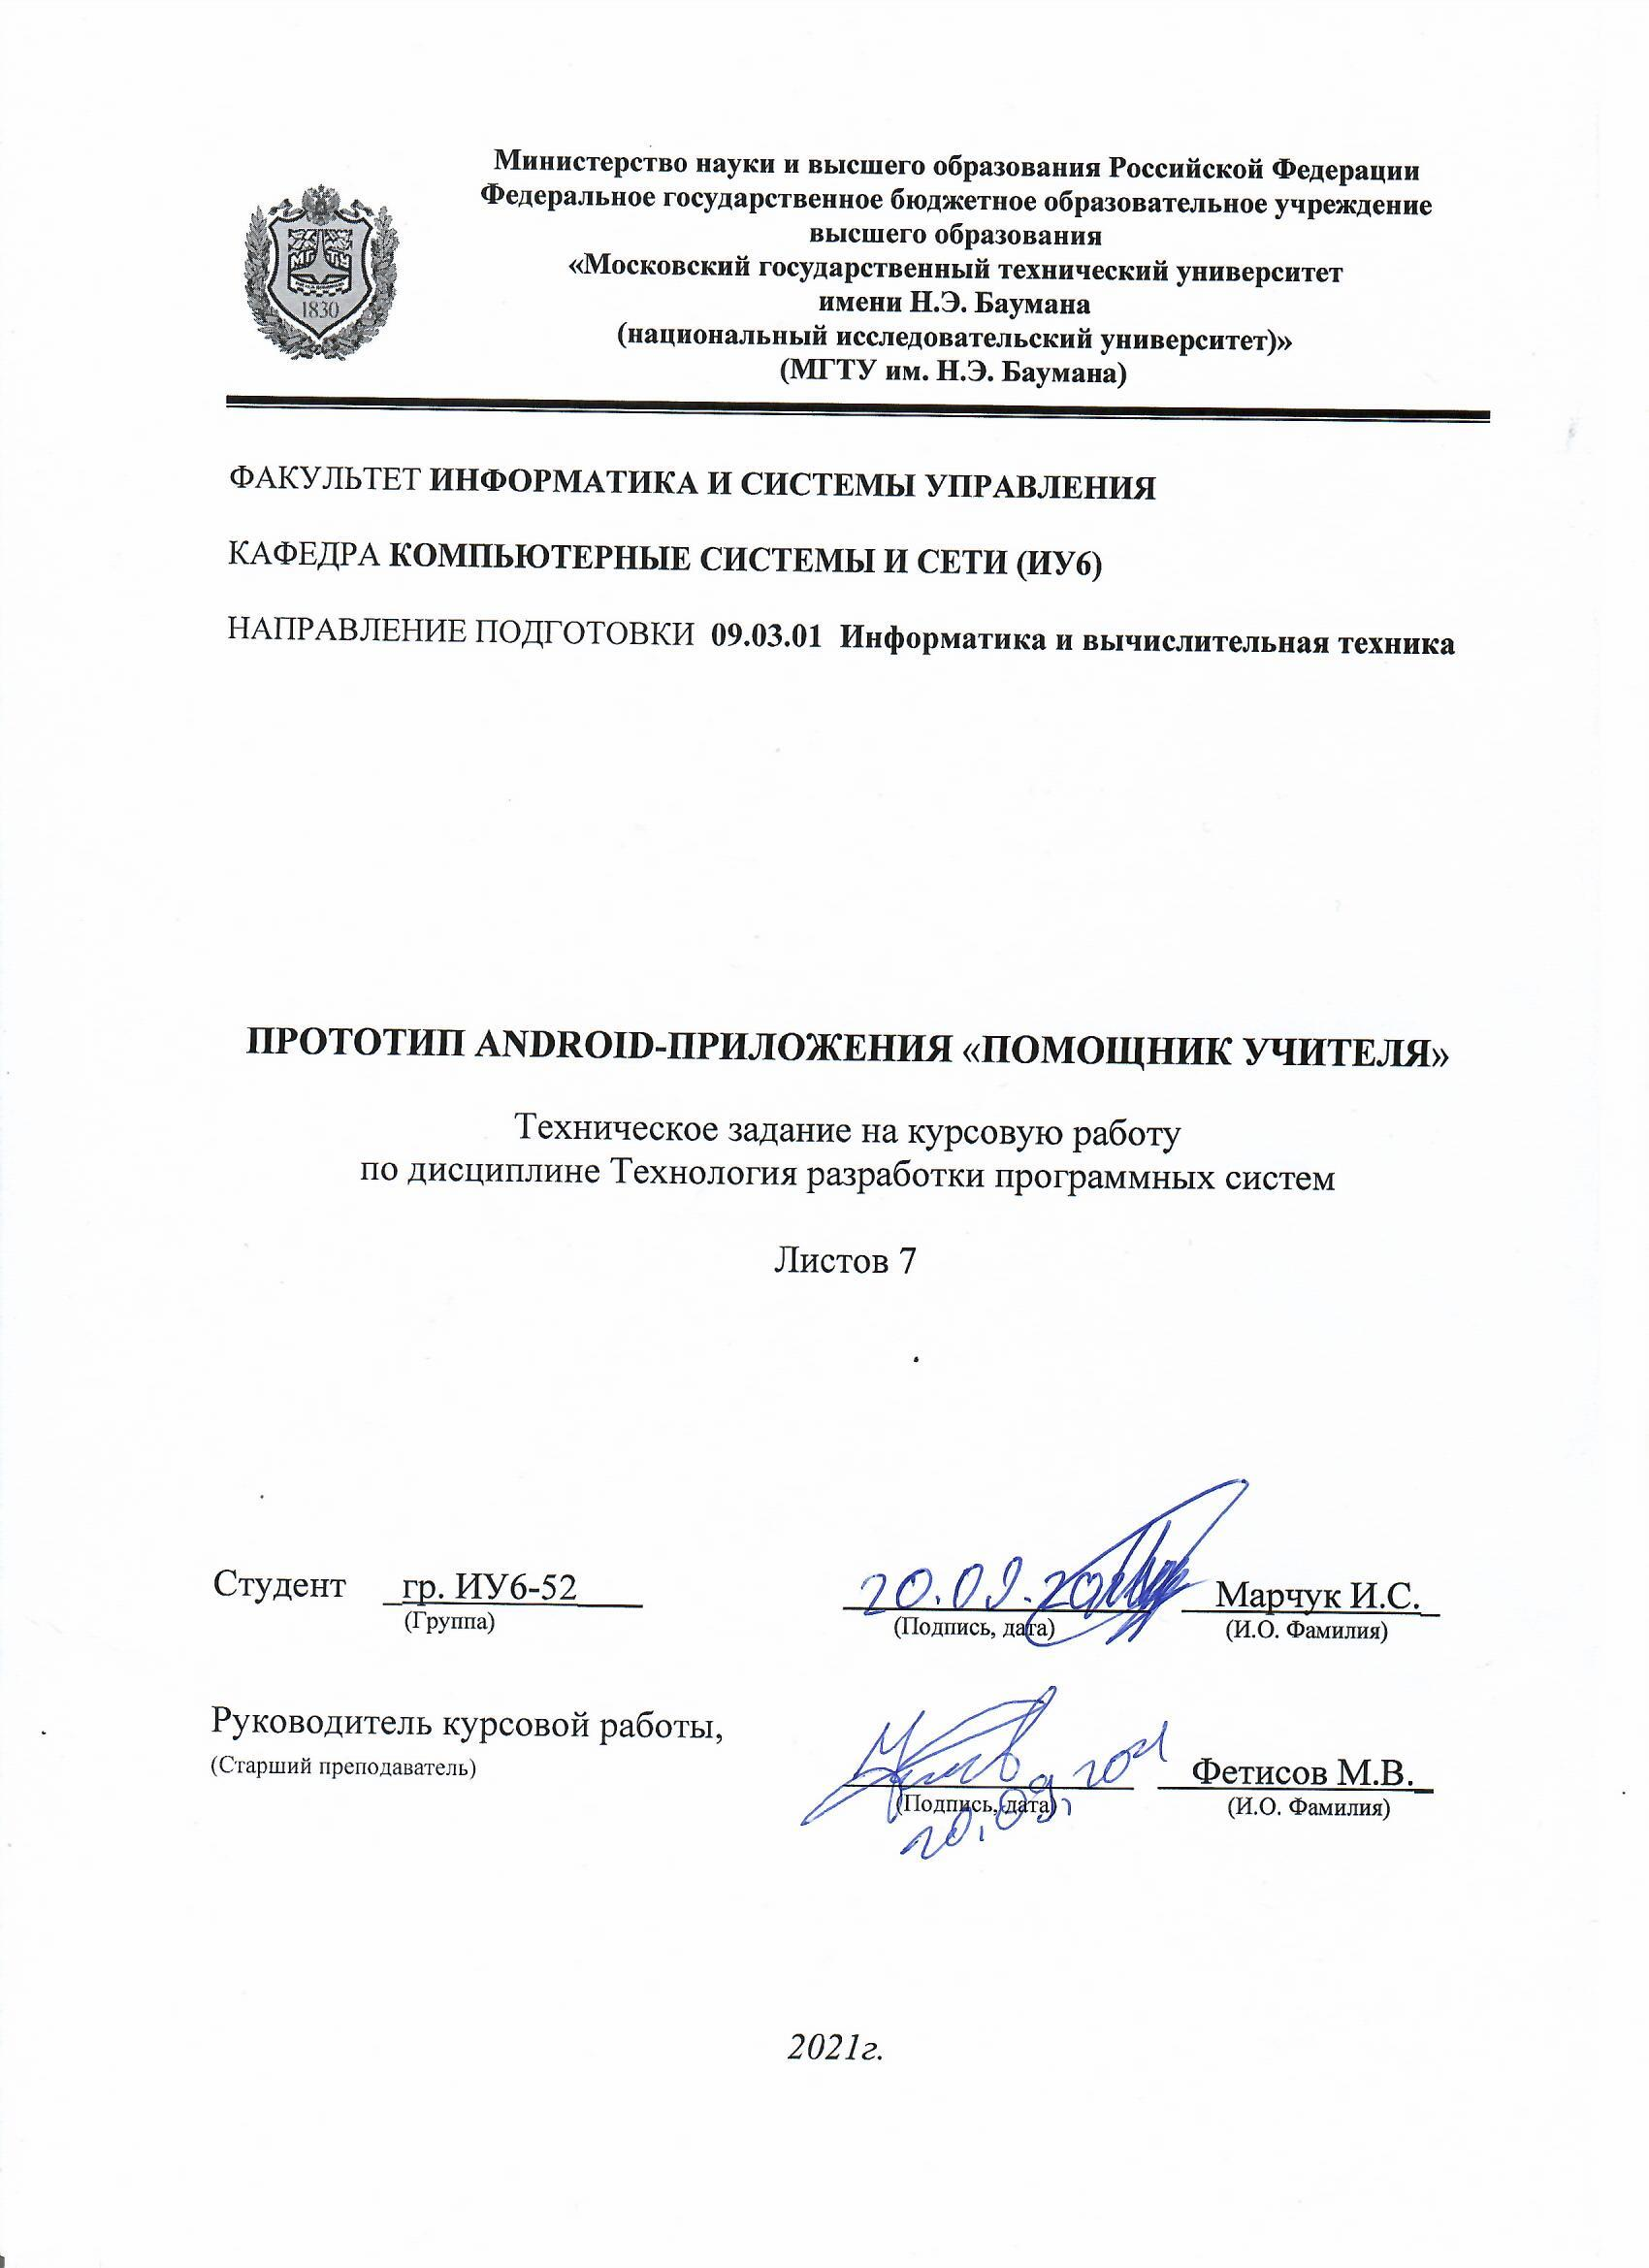 Министерство науки и высшего образования Российской Федерации
Федеральное государственное бюджетное образовательное учреждение
высшего образования
«Московский государственный технический университет
имени Н.Э. Баумана
(национальный исследовательский университет)»
(МГТУ им. Н.Э. Баумана)
МГТУ
1830
ФАКУЛЬТЕТ ИНФОРМАТИКА И СИСТЕМЫ УПРАВЛЕНИЯ
КАФЕДРА КОМПЬЮТЕРНЫЕ СИСТЕМЫ И СЕТИ (ИУ6)
НАПРАВЛЕНИЕ ПОДГОТОВКИ 09.03.01 Информатика и вычислительная техника
ПРОТОТИП ANDROID-ПРИЛОЖЕНИЯ «ПОМОЩНИК УЧИТЕЛЯ»
Техническое задание на курсовую работу
по дисциплине Технология разработки программных систем
Листов 7
Студент гр. ИУ6-52 20.09. Марчук И.С.
(Группа) (Подпись, дата) (И.О. Фамилия)
Руководитель курсовой работы,
(Старший преподаватель) Фетисов М.В.
(Подпись, дата) (И.О. Фамилия)
20.09, 2021
2021г.